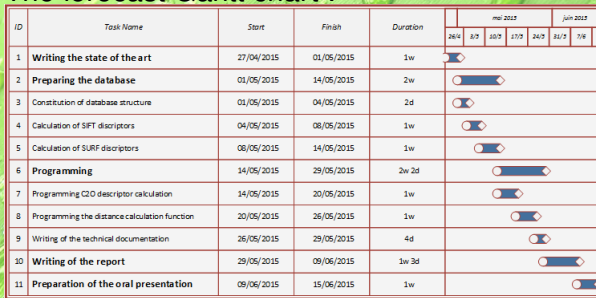 The forecast Gantt chart :
ID Task Name Start Finish Duration mai 2015 juin 2015
26/4 3/5 10/5 17/5 24/5 31/5 7/6
1 Writing the state of the art 27/04/2015 01/05/2015 1w
2 Preparing the database 01/05/2015 14/05/2015 2w
3 Constitution of database structure 01/05/2015 04/05/2015 2d
4 Calculation of SIFT discriptors 04/05/2015 08/05/2015 1w
5 Calculation of SURF discriptors 08/05/2015 14/05/2015 1w
6 Programming 14/05/2015 29/05/2015 2w 2d
7 Programming C2O descriptor calculation 14/05/2015 20/05/2015 1w
8 Programming the distance calculation function 20/05/2015 26/05/2015 1w
9 Writing of the technical documentation 26/05/2015 29/05/2015 4d
10 Writing of the report 29/05/2015 09/06/2015 1w 3d
11 Preparation of the oral presentation 09/06/2015 15/06/2015 1w